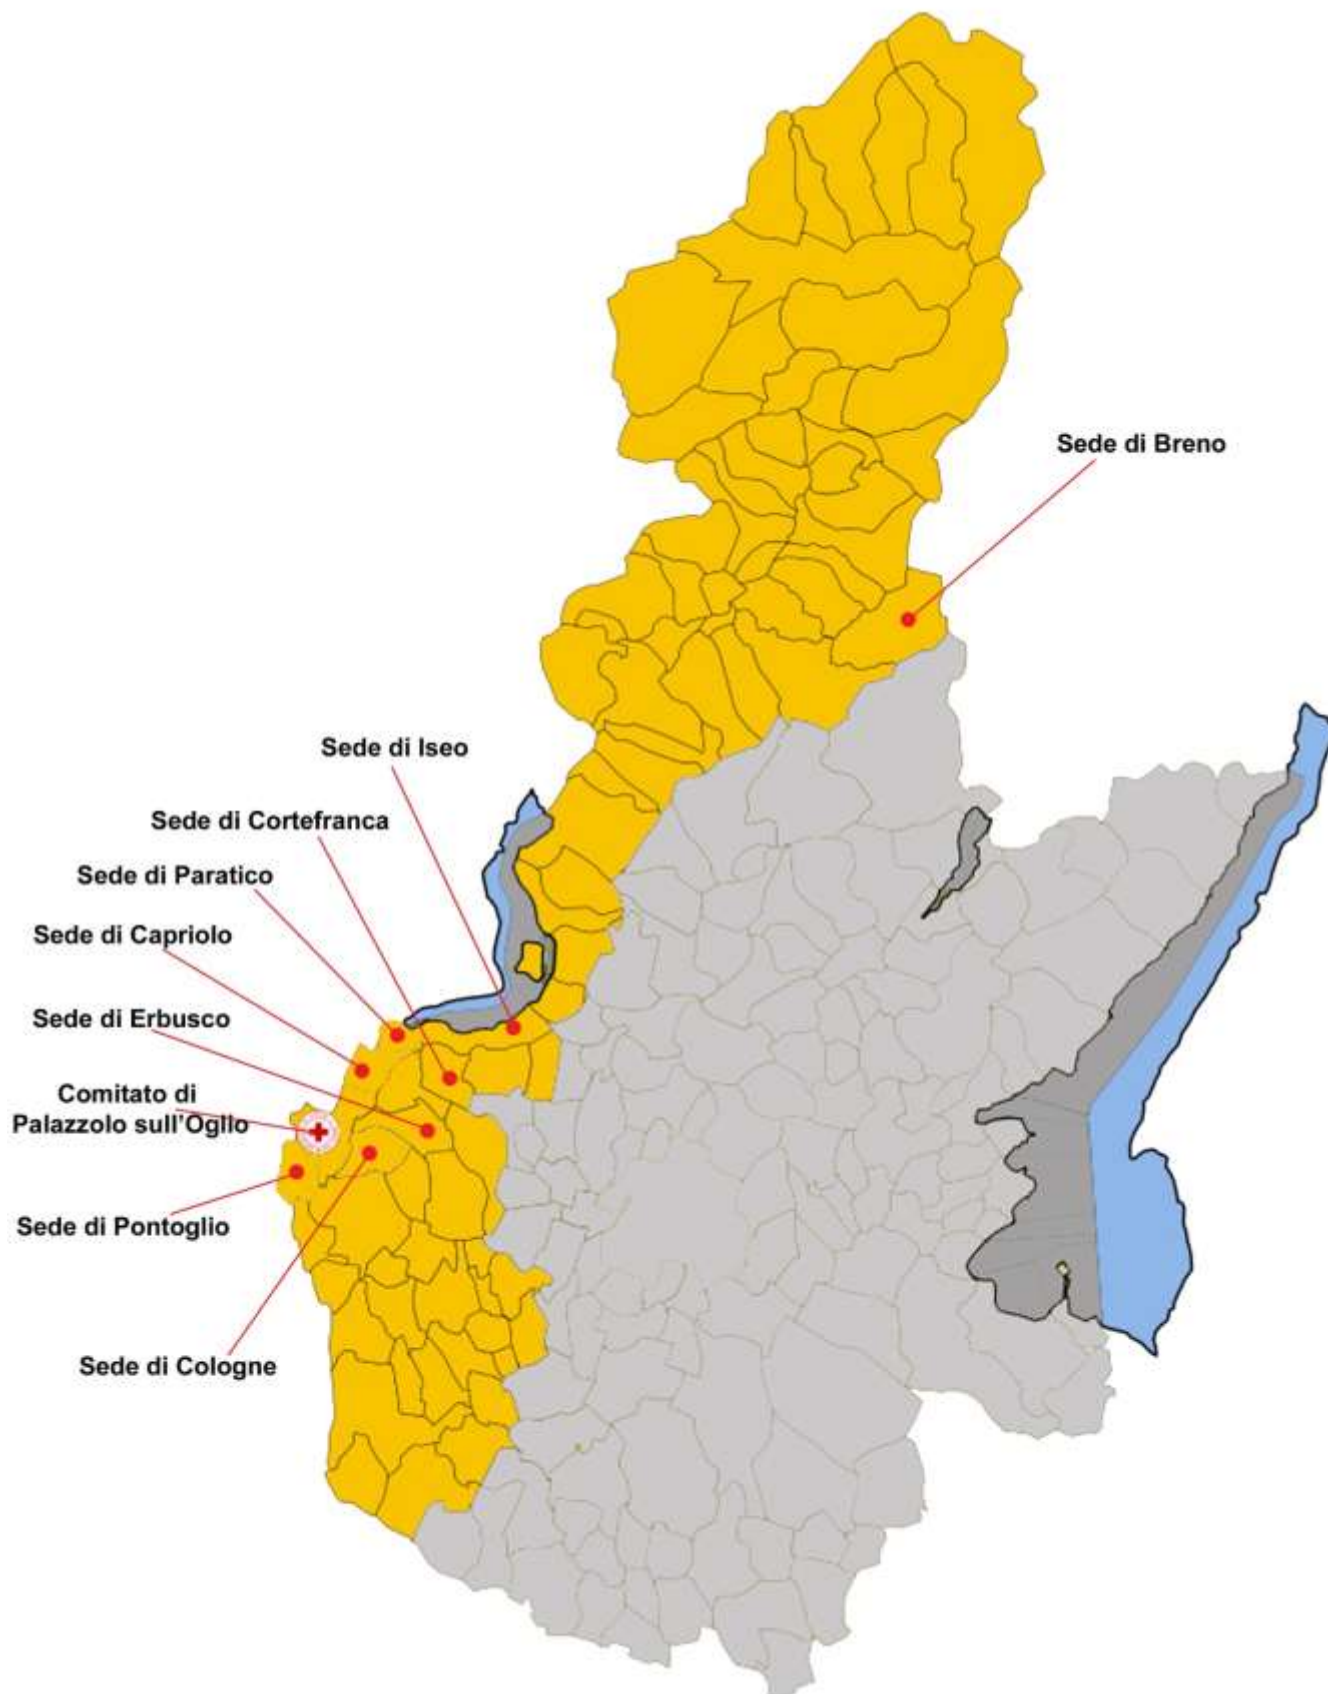 Sede di Breno
Sede di Iseo
Sede di Cortefranca
Sede di Paratico
Sede di Capriolo
Sede di Erbusco
Comitato di
Palazzolo sull'Oglio
Sede di Pontoglio
Sede di Cologne